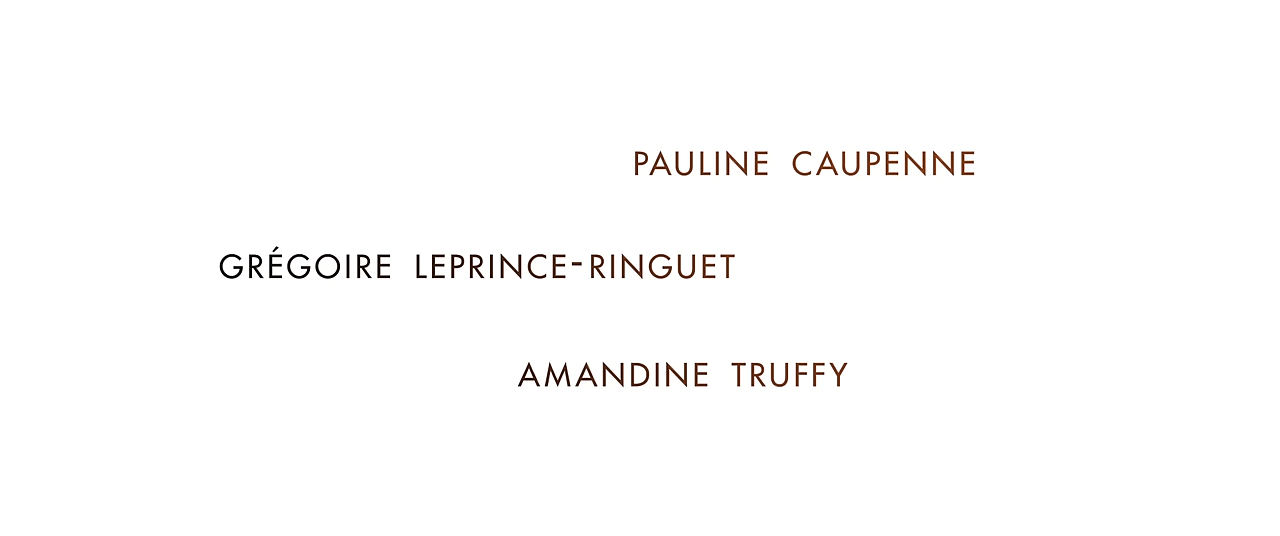 PAULINE CAUPENNE
GRÉGOIRE LEPRINCE-RINGUET
AMANDINE TRUFFY